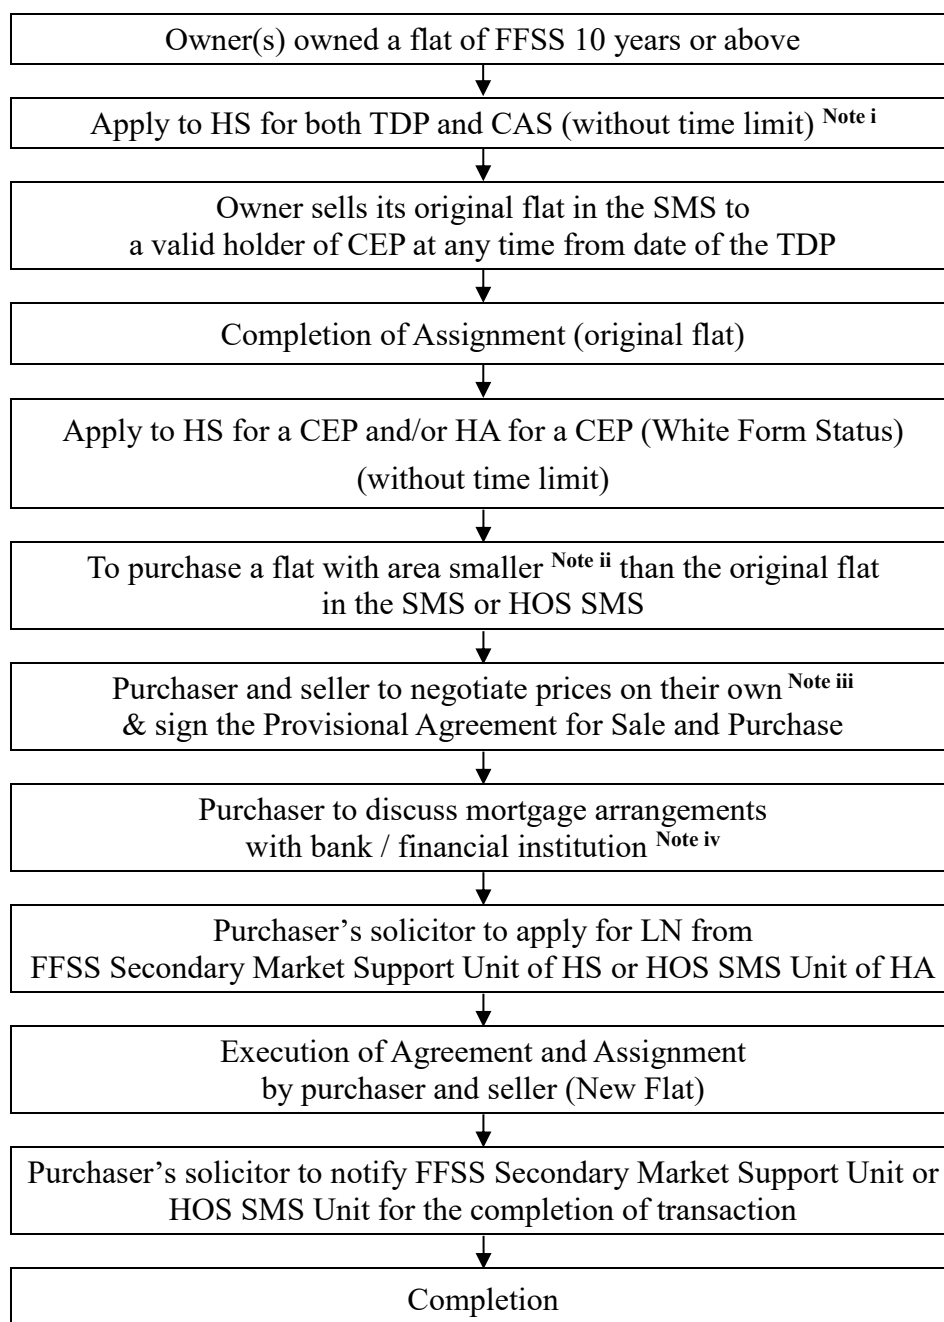 Owner(s) owned a flat of FFSS 10 years or above
Apply to HS for both TDP and CAS (without time limit) Note i
Owner sells its original flat in the SMS to
a valid holder of CEP at any time from date of the TDP
Completion of Assignment (original flat)
Apply to HS for a CEP and/or HA for a CEP (White Form Status)
(without time limit)
To purchase a flat with area smaller Note ii than the original flat
in the SMS or HOS SMS
Purchaser and seller to negotiate prices on their own Note iii
& sign the Provisional Agreement for Sale and Purchase
Purchaser to discuss mortgage arrangements
with bank / financial institution Note iv
Purchaser’s solicitor to apply for LN from
FFSS Secondary Market Support Unit of HS or HOS SMS Unit of HA
Execution of Agreement and Assignment
by purchaser and seller (New Flat)
Purchaser’s solicitor to notify FFSS Secondary Market Support Unit or
HOS SMS Unit for the completion of transaction
Completion